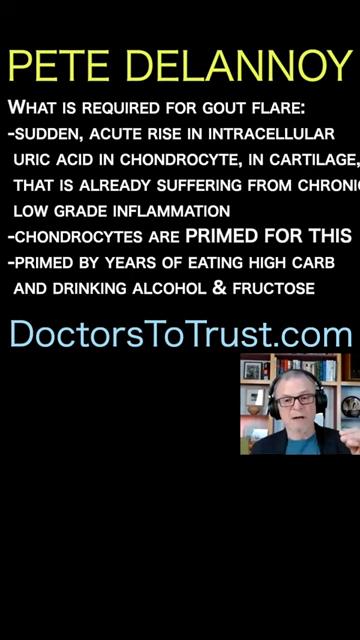 PETE DELANNOY
WHAT IS REQUIRED FOR GOUT FLARE:
-SUDDEN, ACUTE RISE IN INTRACELLULAR
URIC ACID IN CHONDROCYTE, IN CARTILAGE,
THAT IS ALREADY SUFFERING FROM CHRONIC
LOW GRADE INFLAMMATION
-CHONDROCYTES ARE PRIMED FOR THIS
-PRIMED BY YEARS OF EATING HIGH CARB
AND DRINKING ALCOHOL & FRUCTOSE
DOCTORSTOTRUST.COM